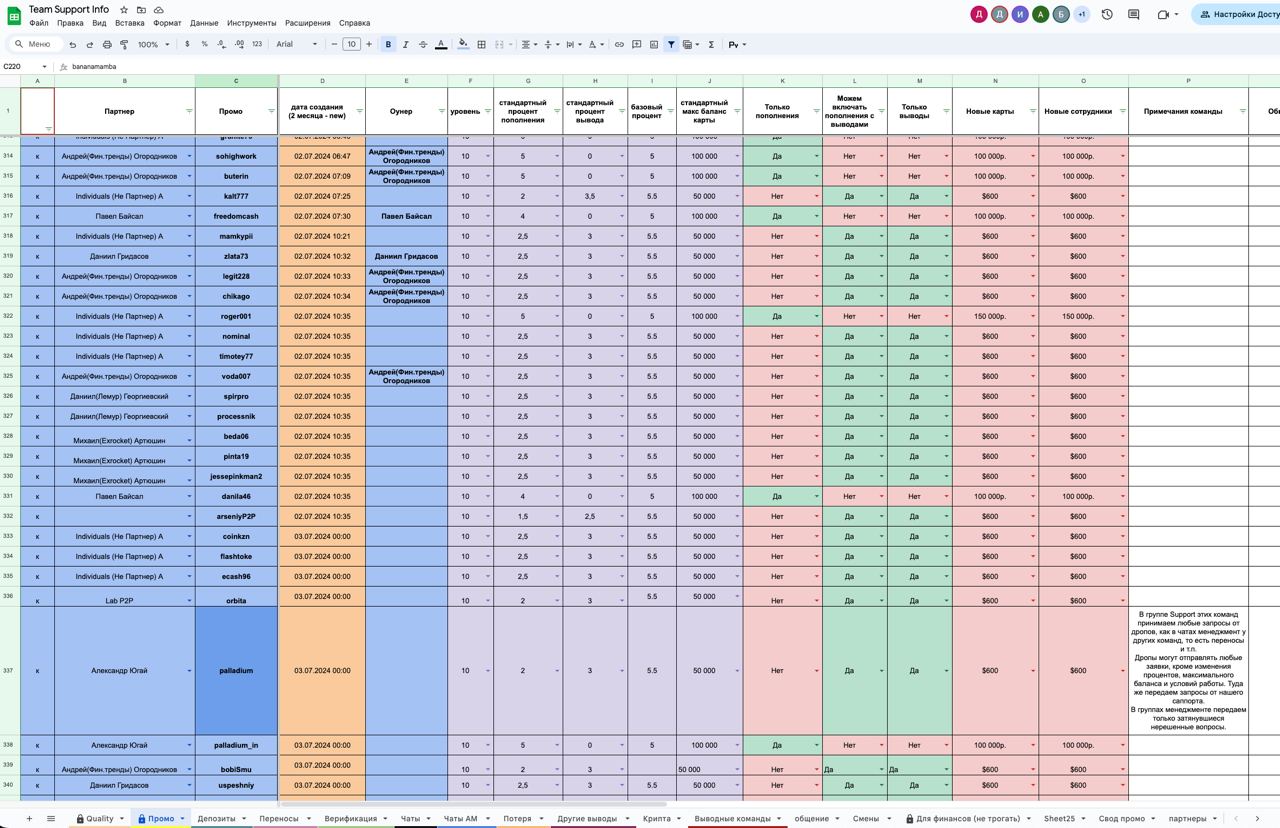 Team Support Info
Файл Правка Вид Вставка Формат Данные Инструменты Расширения Справка
Д Д И А Б +1
Настройки Досту
Меню 100% $ % .0 .00 123 Arial 10 B I A Σ
C220 fx bananamamba
A B C D E F G H I J K L M N O P
1 Партнер Промо дата создания (2 месяца - new) Оунер уровень стандартный процент пополнения стандартный процент вывода базовый процент стандартный макс баланс карты Только пополнения Можем включать пополнения с выводами Только выводы Новые карты Новые сотрудники Примечания команды
314 к Андрей(Фин.тренды) Огородников sohighwork 02.07.2024 06:47 Андрей(Фин.тренды) Огородников 10 5 0 5 100 000 Да Нет Нет 100 000р. 100 000р.
315 к Андрей(Фин.тренды) Огородников buterin 02.07.2024 07:09 Андрей(Фин.тренды) Огородников 10 5 0 5 100 000 Да Нет Нет 100 000р. 100 000р.
316 к Individuals (Не Партнер) А kalt777 02.07.2024 07:25 10 2 3,5 5.5 50 000 Нет Да Да $600 $600
317 к Павел Байсал freedomcash 02.07.2024 07:30 Павел Байсал 10 4 0 5 100 000 Да Нет Нет 100 000р. 100 000р.
318 к Individuals (Не Партнер) А mamkypii 02.07.2024 10:21 10 2,5 3 5.5 50 000 Нет Да Да $600 $600
319 к Даниил Гридасов zlata73 02.07.2024 10:32 Даниил Гридасов 10 2,5 3 5.5 50 000 Нет Да Да $600 $600
320 к Андрей(Фин.тренды) Огородников legit228 02.07.2024 10:33 Андрей(Фин.тренды) Огородников 10 2,5 3 5.5 50 000 Нет Да Да $600 $600
321 к Андрей(Фин.тренды) Огородников chikago 02.07.2024 10:34 Андрей(Фин.тренды) Огородников 10 2,5 3 5.5 50 000 Нет Да Да $600 $600
322 к Individuals (Не Партнер) А roger001 02.07.2024 10:35 10 5 0 5 100 000 Да Нет Нет 150 000р. 150 000р.
323 к Individuals (Не Партнер) А nominal 02.07.2024 10:35 10 2,5 3 5.5 50 000 Нет Да Да $600 $600
324 к Individuals (Не Партнер) А timotey77 02.07.2024 10:35 10 2,5 3 5.5 50 000 Нет Да Да $600 $600
325 к Андрей(Фин.тренды) Огородников voda007 02.07.2024 10:35 Андрей(Фин.тренды) Огородников 10 2,5 3 5.5 50 000 Нет Да Да $600 $600
326 к Даниил(Лемур) Георгиевский spirpro 02.07.2024 10:35 10 2,5 3 5.5 50 000 Нет Да Да $600 $600
327 к Даниил(Лемур) Георгиевский processnik 02.07.2024 10:35 10 2,5 3 5.5 50 000 Нет Да Да $600 $600
328 к Михаил(Exrocket) Артюшин beda06 02.07.2024 10:35 10 2,5 3 5.5 50 000 Нет Да Да $600 $600
329 к Михаил(Exrocket) Артюшин pinta19 02.07.2024 10:35 10 2,5 3 5.5 50 000 Нет Да Да $600 $600
330 к Михаил(Exrocket) Артюшин jessepinkman2 02.07.2024 10:35 10 2,5 3 5.5 50 000 Нет Да Да $600 $600
331 к Павел Байсал danila46 02.07.2024 10:35 10 4 0 5 100 000 Да Нет Нет 100 000р. 100 000р.
332 к arseniyP2P 02.07.2024 10:35 10 1,5 2,5 5.5 50 000 Нет Да Да $600 $600
333 к Individuals (Не Партнер) А coinkzn 03.07.2024 00:00 10 2,5 3 5.5 50 000 Нет Да Да $600 $600
334 к Individuals (Не Партнер) А flashtoke 03.07.2024 00:00 10 2,5 3 5.5 50 000 Нет Да Да $600 $600
335 к Individuals (Не Партнер) А ecash96 03.07.2024 00:00 10 2,5 3 5.5 50 000 Нет Да Да $600 $600
336 к Lab P2P orbita 03.07.2024 00:00 10 2 3 5.5 50 000 Нет Да Да $600 $600
337 к Александр Югай palladium 03.07.2024 00:00 10 2 3 5.5 50 000 Нет Да Да $600 $600
В группе Support этих команд
принимаем любые запросы от
дропов, как в чатах менеджмент у
других команд, то есть переносы
и т.п.
Дропы могут отправлять любые
заявки, кроме изменения
процентов, максимального
баланса и условий работы. Туда
же передаем запросы от нашего
саппорта.
В группах менеджменте передаем
только затянувшиеся
нерешенные вопросы.
338 к Александр Югай palladium_in 03.07.2024 00:00 10 5 0 5 100 000 Да Нет Нет 100 000р. 100 000р.
339 к Андрей(Фин.тренды) Огородников bobiSmu 03.07.2024 00:00 10 2 3 50 000 Нет Да Да $600 $600
340 к Даниил Гридасов uspeshniy 03.07.2024 00:00 10 2,5 3 5.5 50 000 Нет Да Да $600 $600
Quality Промо Депозиты Переносы Верификация Чаты Чаты АМ Потеря Другие выводы Крипта Выводные команды общение Смены Для финансов (не трогать) Sheet25 Свод промо партнеры